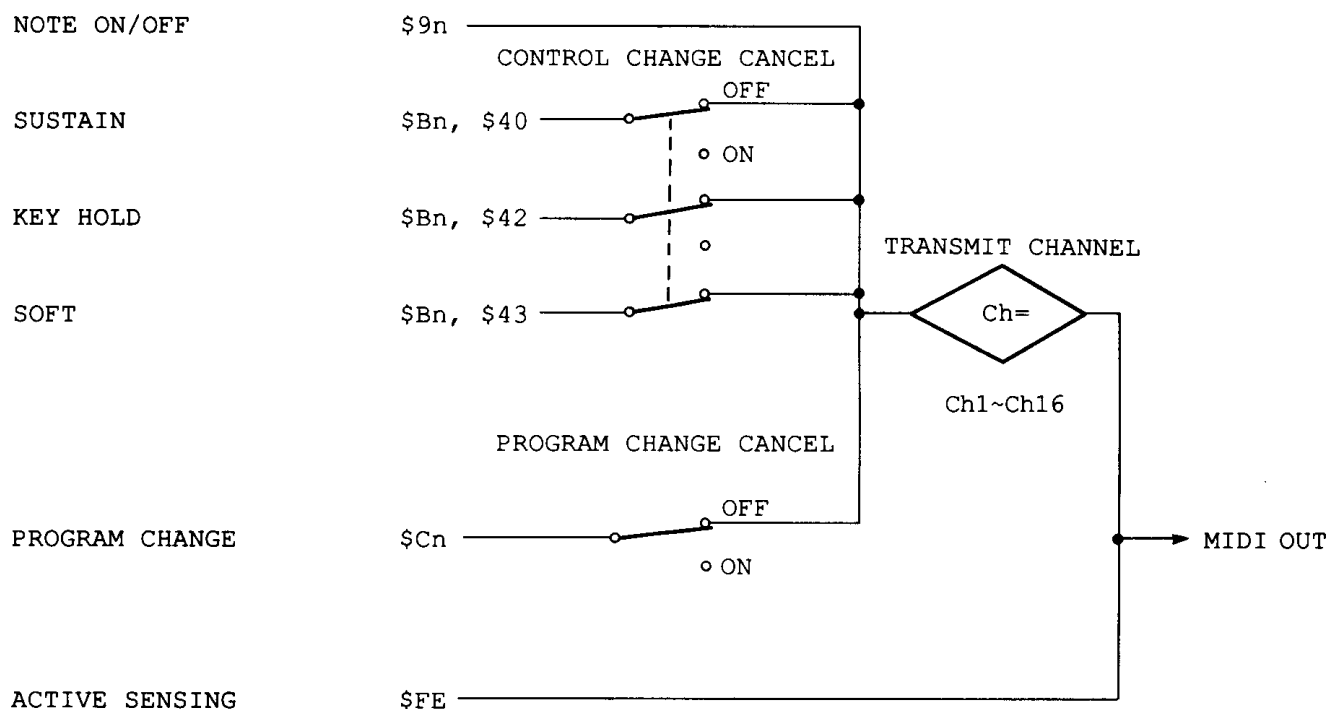 NOTE ON/OFF $9n
CONTROL CHANGE CANCEL
OFF
SUSTAIN $Bn, $40
ON
KEY HOLD $Bn, $42
TRANSMIT CHANNEL
SOFT $Bn, $43 Ch=
Ch1~Ch16
PROGRAM CHANGE CANCEL
OFF
PROGRAM CHANGE $Cn MIDI OUT
ON
ACTIVE SENSING $FE